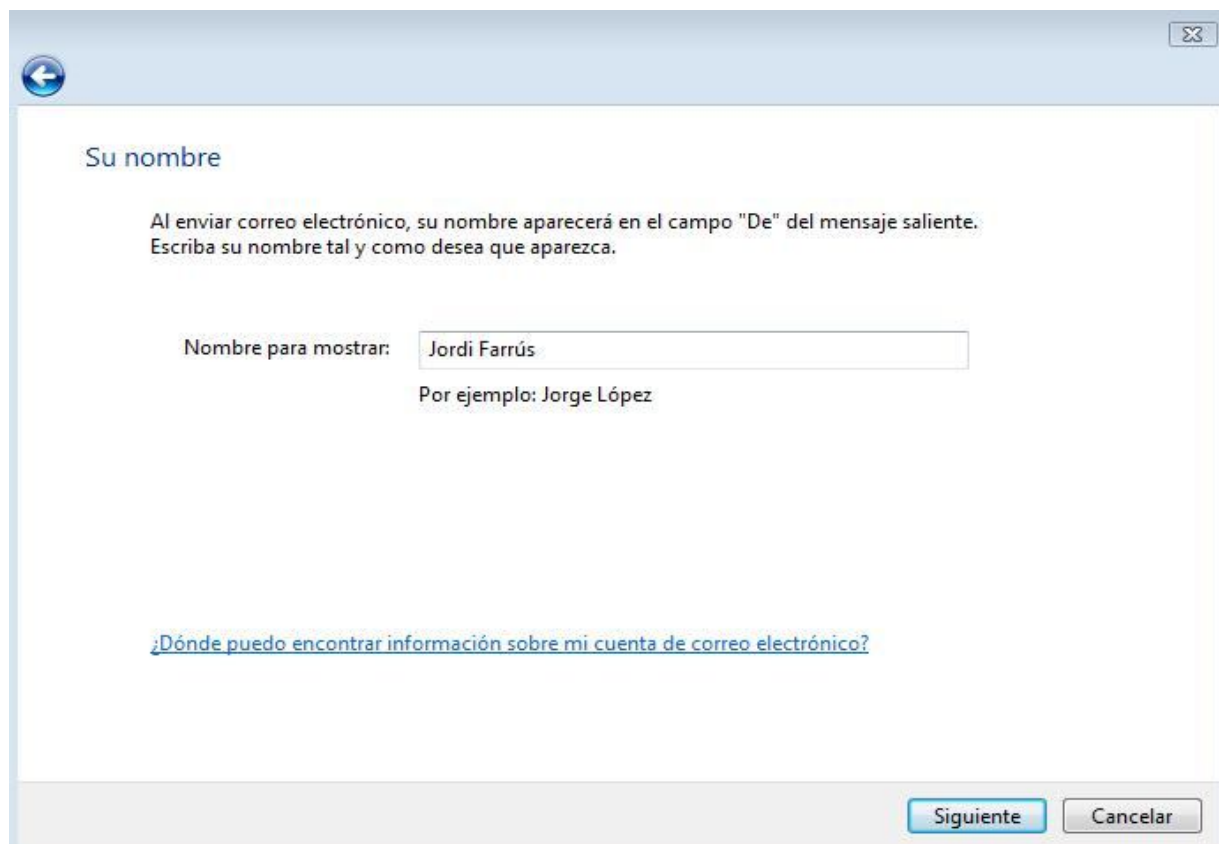 Su nombre
Al enviar correo electrónico, su nombre aparecerá en el campo "De" del mensaje saliente.
Escriba su nombre tal y como desea que aparezca.
Nombre para mostrar: Jordi Farrús
Por ejemplo: Jorge López
¿Dónde puedo encontrar información sobre mi cuenta de correo electrónico?
Siguiente Cancelar